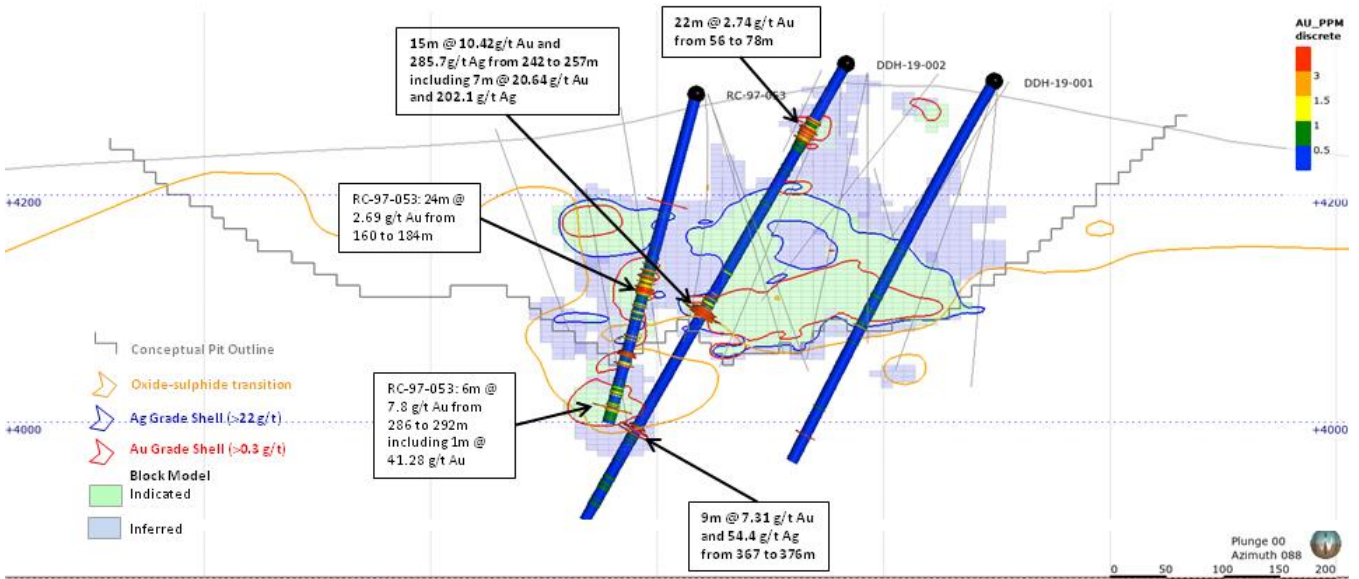 22m @ 2.74 g/t Au
from 56 to 78m
15m @ 10.42g/t Au and
285.7g/t Ag from 242 to 257m
including 7m @ 20.64 g/t Au
and 202.1 g/t Ag
AU_PPM
discrete
3
1.5
1
0.5
RC-97-053
DDH-19-002
DDH-19-001
RC-97-053: 24m @
2.69 g/t Au from
160 to 184m
+4200
+4200
RC-97-053: 6m @
7.8 g/t Au from
286 to 292m
including 1m @
41.28 g/t Au
+4000
+4000
Conceptual Pit Outline
Oxide-sulphide transition
Ag Grade Shell (>22 g/t)
Au Grade Shell (>0.3 g/t)
Block Model
Indicated
Inferred
9m @ 7.31 g/t Au
and 54.4 g/t Ag
from 367 to 376m
Plunge 00
Azimuth 088
0 50 100 150 200